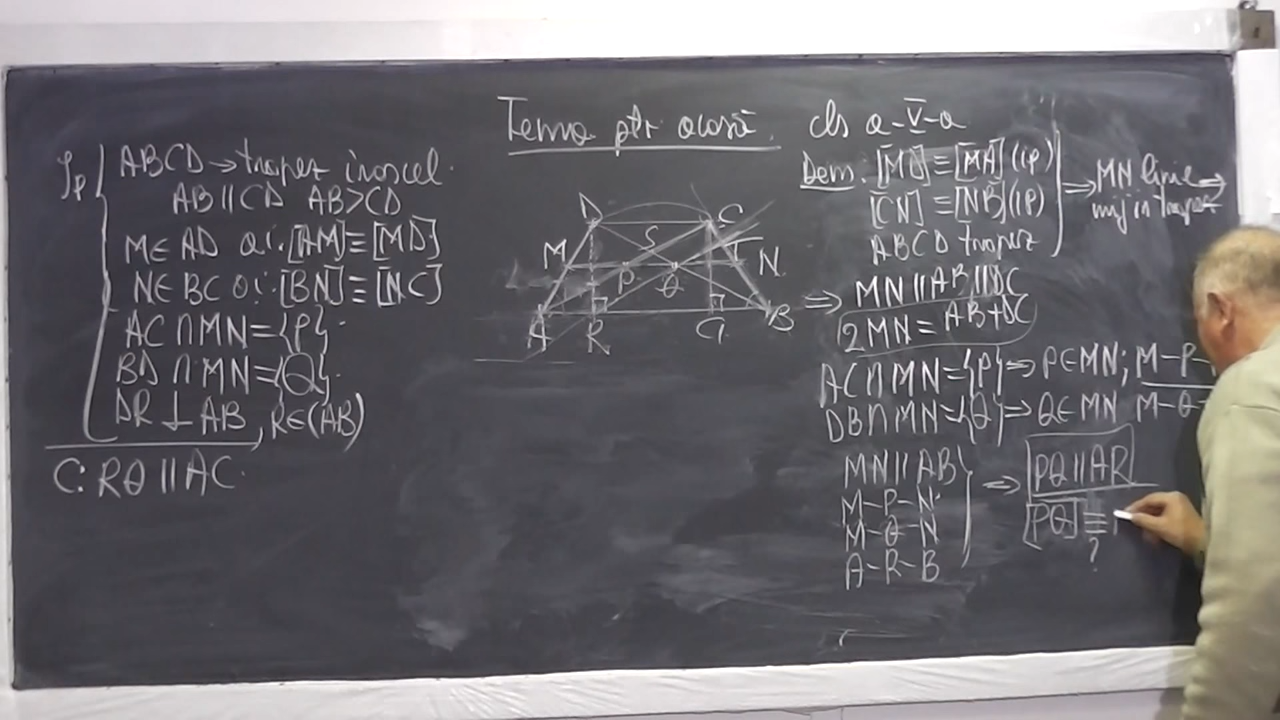 Tema ptr acasă. cls a-V-a
Ip
ABCD → trapez isoscel.
AB ∥ CD AB > CD
M ∈ AD a.î. [AM] ≡ [MD]
N ∈ BC a.î. [BN] ≡ [NC]
AC ∩ MN = {P}.
BD ∩ MN = {Q}.
DR ⊥ AB, R ∈ (AB)
C: RQ ∥ AC.
D C
S
M P Q N
A R G B
Dem. [MD] ≡ [MA] (ip)
[CN] ≡ [NB] (ip)
ABCD trapez
⇒ MN linie ⇒
mij in trapez
⇒ MN ∥ AB ∥ DC
2MN = AB + DC
AC ∩ MN = {P} ⇒ P ∈ MN; M-P-
DB ∩ MN = {Q} ⇒ Q ∈ MN M-Q-
MN ∥ AB
M-P-N.
M-Q-N
A-R-B
⇒ PQ ∥ AR
[PQ] ≡
?